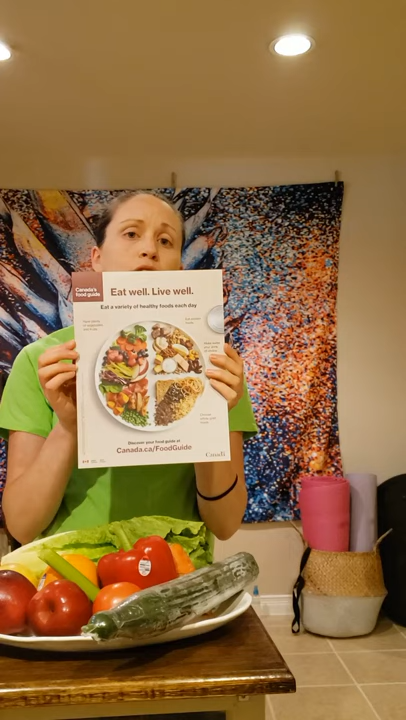 Canada's
food guide
Eat well. Live well.
Eat a variety of healthy foods each day
Discover your food guide at
Canada.ca/FoodGuide
Canada